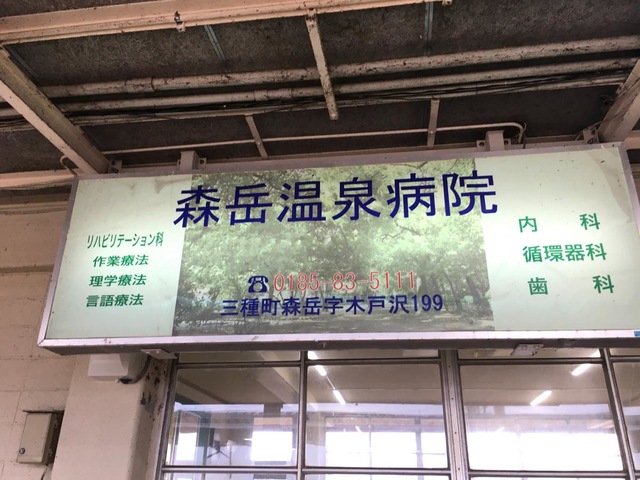 森岳温泉病院
リハビリテーション科
作業療法
理学療法
言語療法
☎0185-83-5111
三種町森岳字木戸沢199
内科
循環器科
歯科